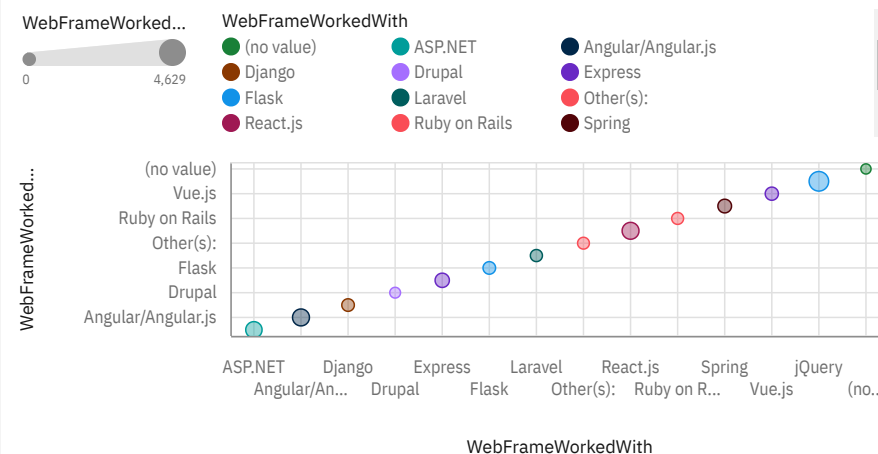 WebFrameWorked...
0 4,629
WebFrameWorkedWith
(no value) ASP.NET Angular/Angular.js
Django Drupal Express
Flask Laravel Other(s):
React.js Ruby on Rails Spring
WebFrameWorked...
(no value)
Vue.js
Ruby on Rails
Other(s):
Flask
Drupal
Angular/Angular.js
ASP.NET Django Express Laravel React.js Spring jQuery
Angular/An... Drupal Flask Other(s): Ruby on R... Vue.js (no...
WebFrameWorkedWith